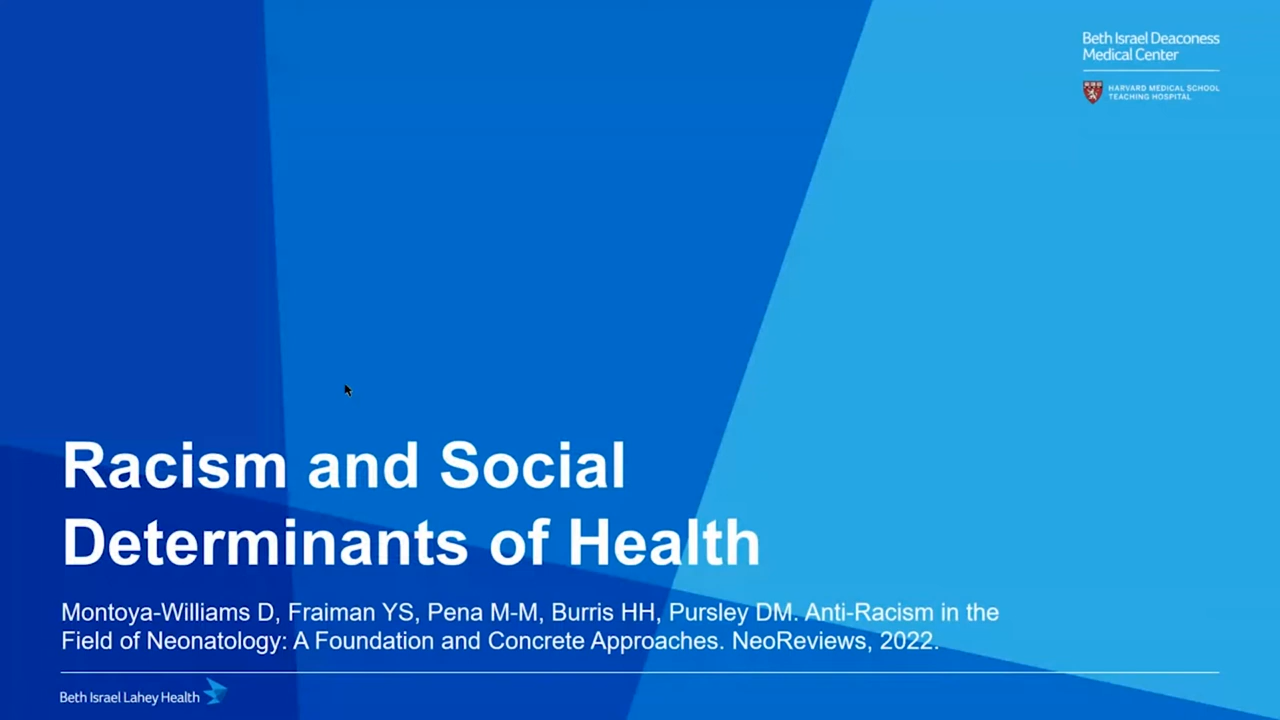 Beth Israel Deaconess
Medical Center
HARVARD MEDICAL SCHOOL
TEACHING HOSPITAL
Racism and Social
Determinants of Health
Montoya-Williams D, Fraiman YS, Pena M-M, Burris HH, Pursley DM. Anti-Racism in the
Field of Neonatology: A Foundation and Concrete Approaches. NeoReviews, 2022.
Beth Israel Lahey Health